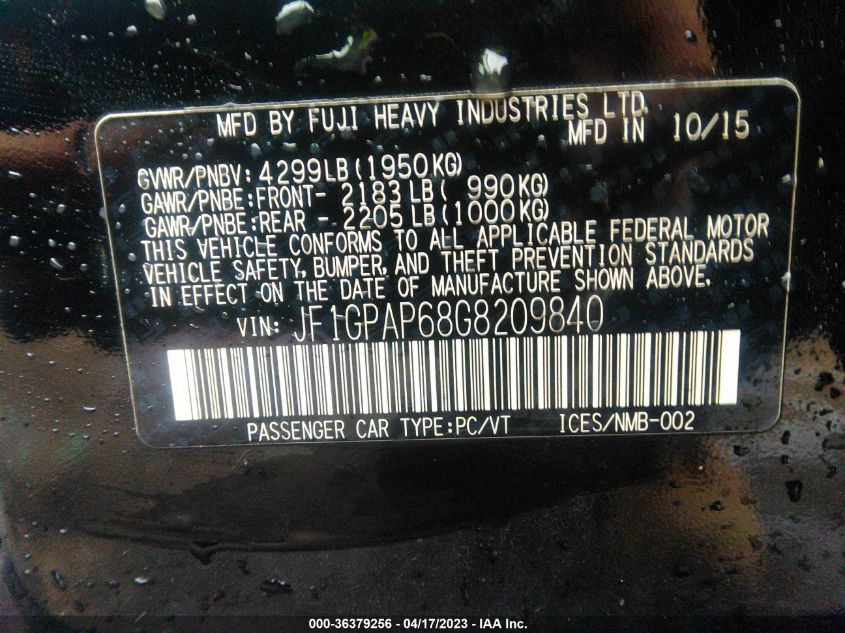 MFD BY FUJI HEAVY INDUSTRIES LTD.
MFD IN 10/15
GVWR/PNBV: 4299LB (1950KG)
GAWR/PNBE:FRONT- 2183 LB ( 990KG)
GAWR/PNBE:REAR - 2205 LB (1000KG)
THIS VEHICLE CONFORMS TO ALL APPLICABLE FEDERAL MOTOR
VEHICLE SAFETY, BUMPER, AND THEFT PREVENTION STANDARDS
IN EFFECT ON THE DATE OF MANUFACTURE SHOWN ABOVE.
VIN: JF1GPAP68G8209840
PASSENGER CAR TYPE:PC/VT ICES/NMB-002
000-36379256 - 04/17/2023 - IAA Inc.